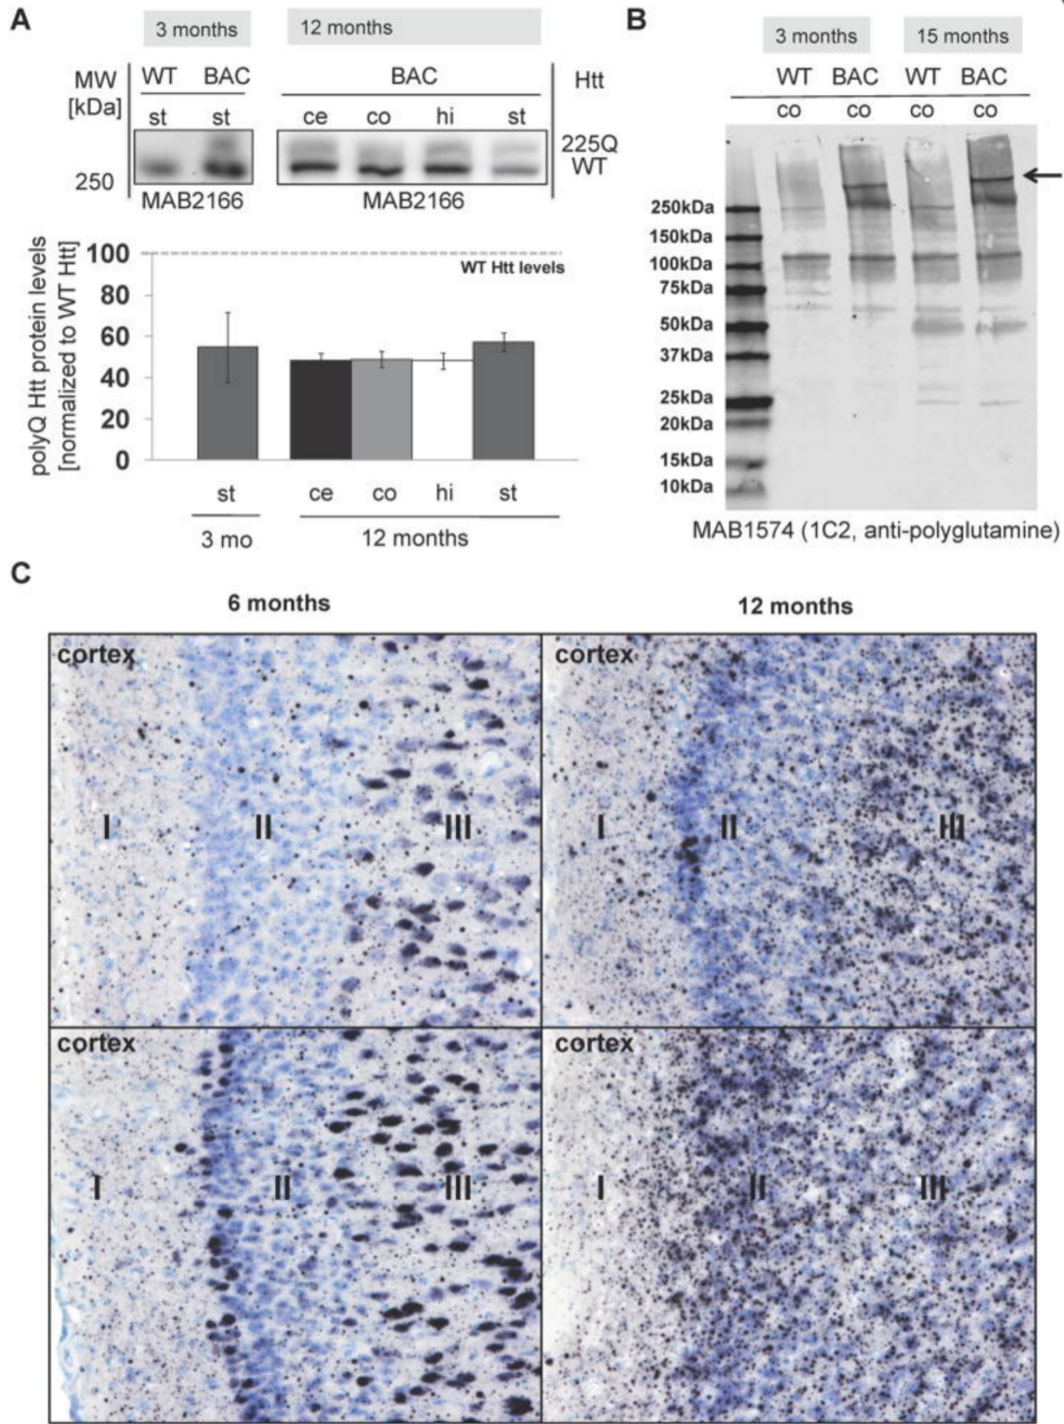 A
3 months
12 months
MW
[kDa]
WT
BAC
BAC
Htt
st
st
ce
co
hi
st
225Q
WT
250
MAB2166
MAB2166
polyQ Htt protein levels
[normalized to WT Htt]
100
80
60
40
20
0
WT Htt levels
st
ce
co
hi
st
3 mo
12 months
B
3 months
15 months
WT
BAC
WT
BAC
co
co
co
co
250kDa
150kDa
100kDa
75kDa
50kDa
37kDa
25kDa
20kDa
15kDa
10kDa
MAB1574 (1C2, anti-polyglutamine)
C
6 months
12 months
cortex
cortex
I
II
III
I
II
III
cortex
cortex
I
II
III
I
II
III